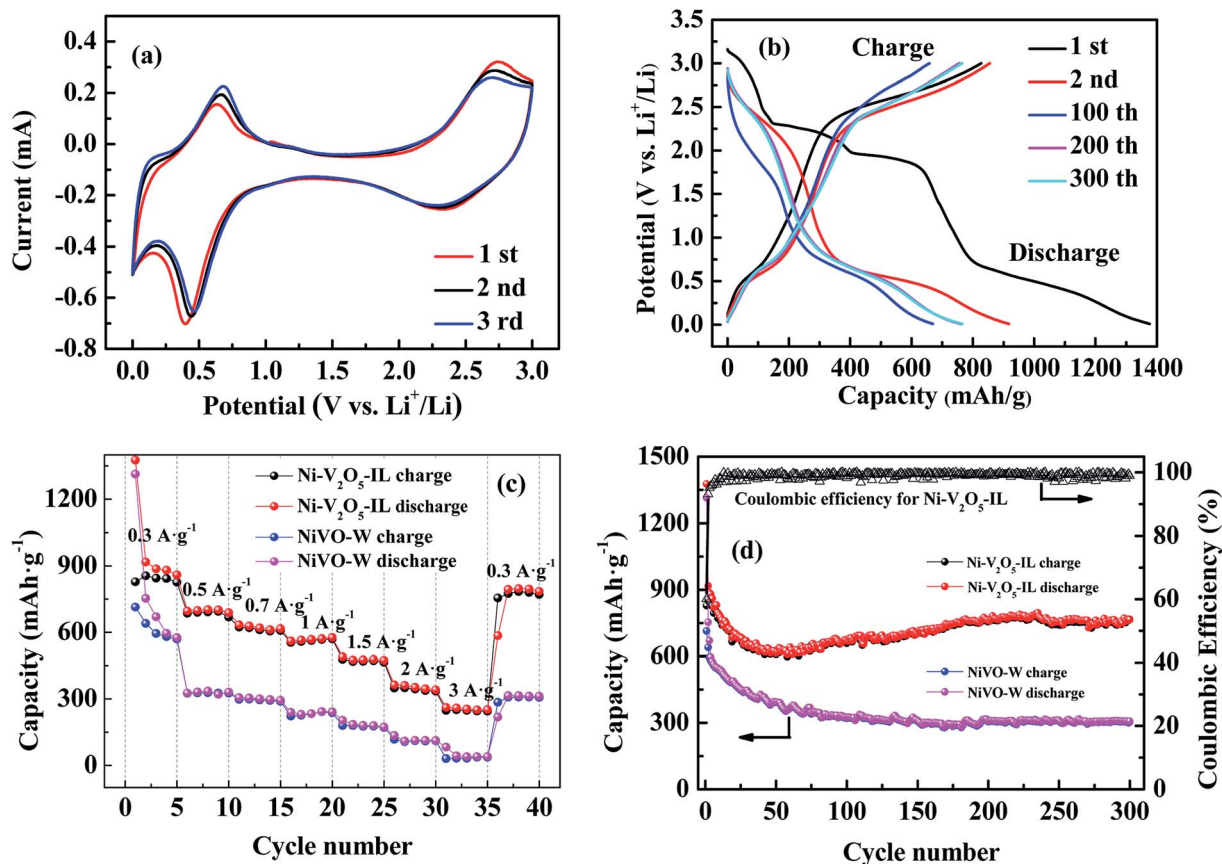 (a)
Current (mA)
0.4
0.2
0.0
-0.2
-0.4
-0.6
-0.8
1 st
2 nd
3 rd
0.0 0.5 1.0 1.5 2.0 2.5 3.0
Potential (V vs. Li⁺/Li)
(b)
Potential (V vs. Li⁺/Li)
3.5
3.0
2.5
2.0
1.5
1.0
0.5
0.0
Charge
Discharge
1 st
2 nd
100 th
200 th
300 th
0 200 400 600 800 1000 1200 1400
Capacity (mAh/g)
(c)
Capacity (mAh·g⁻¹)
1200
900
600
300
0
Ni-V₂O₅-IL charge
Ni-V₂O₅-IL discharge
NiVO-W charge
NiVO-W discharge
0.3 A·g⁻¹
0.5 A·g⁻¹
0.7 A·g⁻¹
1 A·g⁻¹
1.5 A·g⁻¹
2 A·g⁻¹
3 A·g⁻¹
0.3 A·g⁻¹
0 5 10 15 20 25 30 35 40
Cycle number
(d)
Capacity (mAh·g⁻¹)
1500
1200
900
600
300
0
Coulombic efficiency for Ni-V₂O₅-IL
Ni-V₂O₅-IL charge
Ni-V₂O₅-IL discharge
NiVO-W charge
NiVO-W discharge
100
80
60
40
20
0
Coulombic Efficiency (%)
0 50 100 150 200 250 300
Cycle number